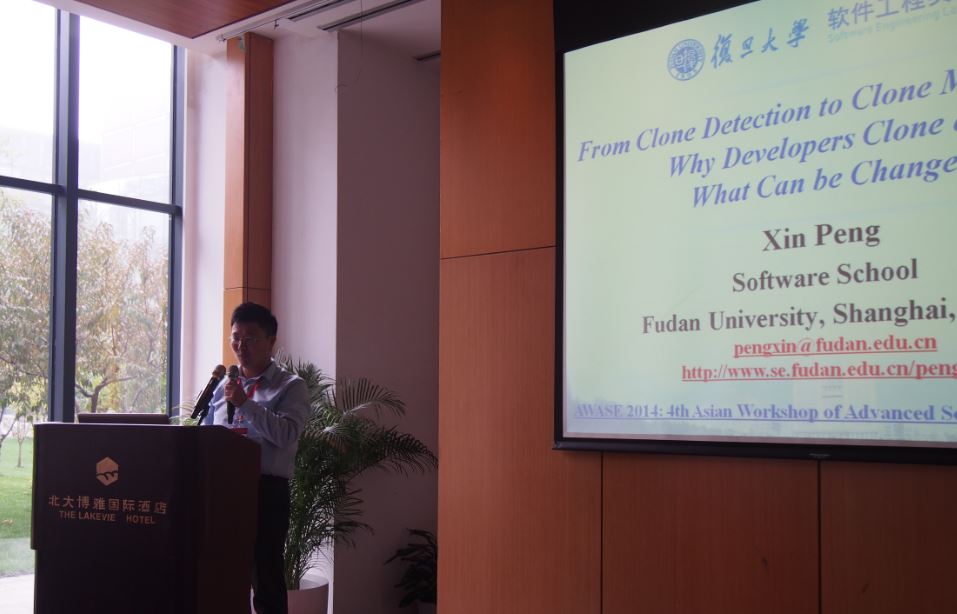 復旦大學
软件工程实
Software Engineering La
From Clone Detection to Clone M
Why Developers Clone
What Can be Change
Xin Peng
Software School
Fudan University, Shanghai,
pengxin@fudan.edu.cn
http://www.se.fudan.edu.cn/peng
AWASE 2014: 4th Asian Workshop of Advanced So
北大博雅国际酒店
THE LAKEVIE HOTEL